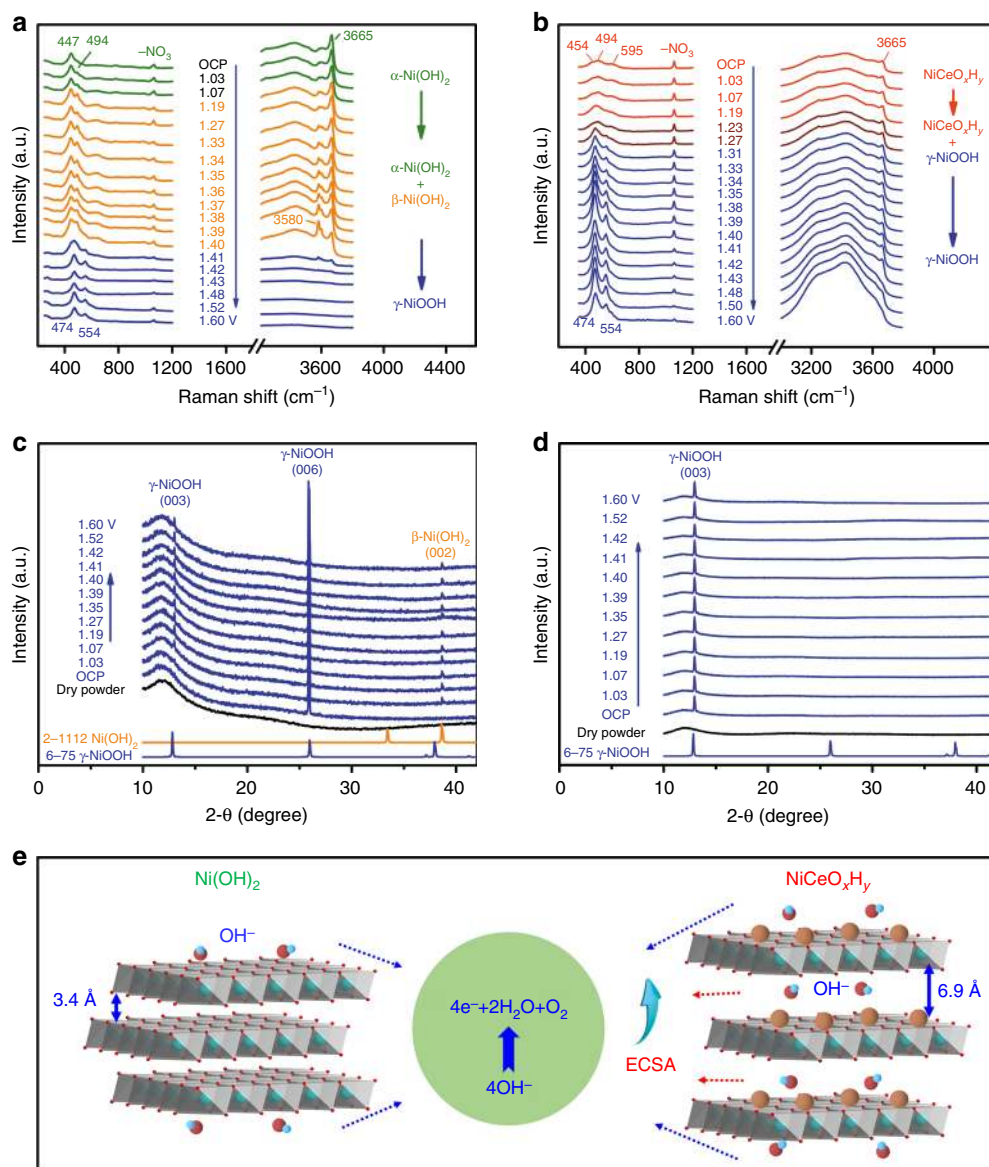 a
447
494
–NO3
3665
OCP
1.03
1.07
1.19
1.27
1.33
1.34
1.35
1.36
1.37
1.38
1.39
1.40
1.41
1.42
1.43
1.48
1.52
1.60 V
α-Ni(OH)2
α-Ni(OH)2
+
β-Ni(OH)2
γ-NiOOH
3580
474
554
Intensity (a.u.)
400
1200
1600
3600
4000
4400
Raman shift (cm–1)
b
454
494
595
–NO3
3665
OCP
1.03
1.07
1.19
1.23
1.27
1.31
1.33
1.34
1.35
1.38
1.39
1.40
1.41
1.42
1.43
1.48
1.50
1.60 V
NiCeOxHy
NiCeOxHy
+
γ-NiOOH
γ-NiOOH
474
554
Intensity (a.u.)
400
800
1200
1600
3200
3600
4000
Raman shift (cm–1)
c
γ-NiOOH
(006)
γ-NiOOH
(003)
β-Ni(OH)2
(002)
1.60 V
1.52
1.42
1.41
1.40
1.39
1.35
1.27
1.19
1.07
1.03
OCP
Dry powder
2–1112 Ni(OH)2
6–75 γ-NiOOH
Intensity (a.u.)
0
10
20
30
40
2-θ (degree)
d
γ-NiOOH
(003)
1.60 V
1.52
1.42
1.41
1.40
1.39
1.35
1.27
1.19
1.07
1.03
OCP
Dry powder
6–75 γ-NiOOH
Intensity (a.u.)
0
10
20
30
40
2-θ (degree)
e
Ni(OH)2
NiCeOxHy
OH–
3.4 Å
4e–+2H2O+O2
4OH–
ECSA
OH–
6.9 Å